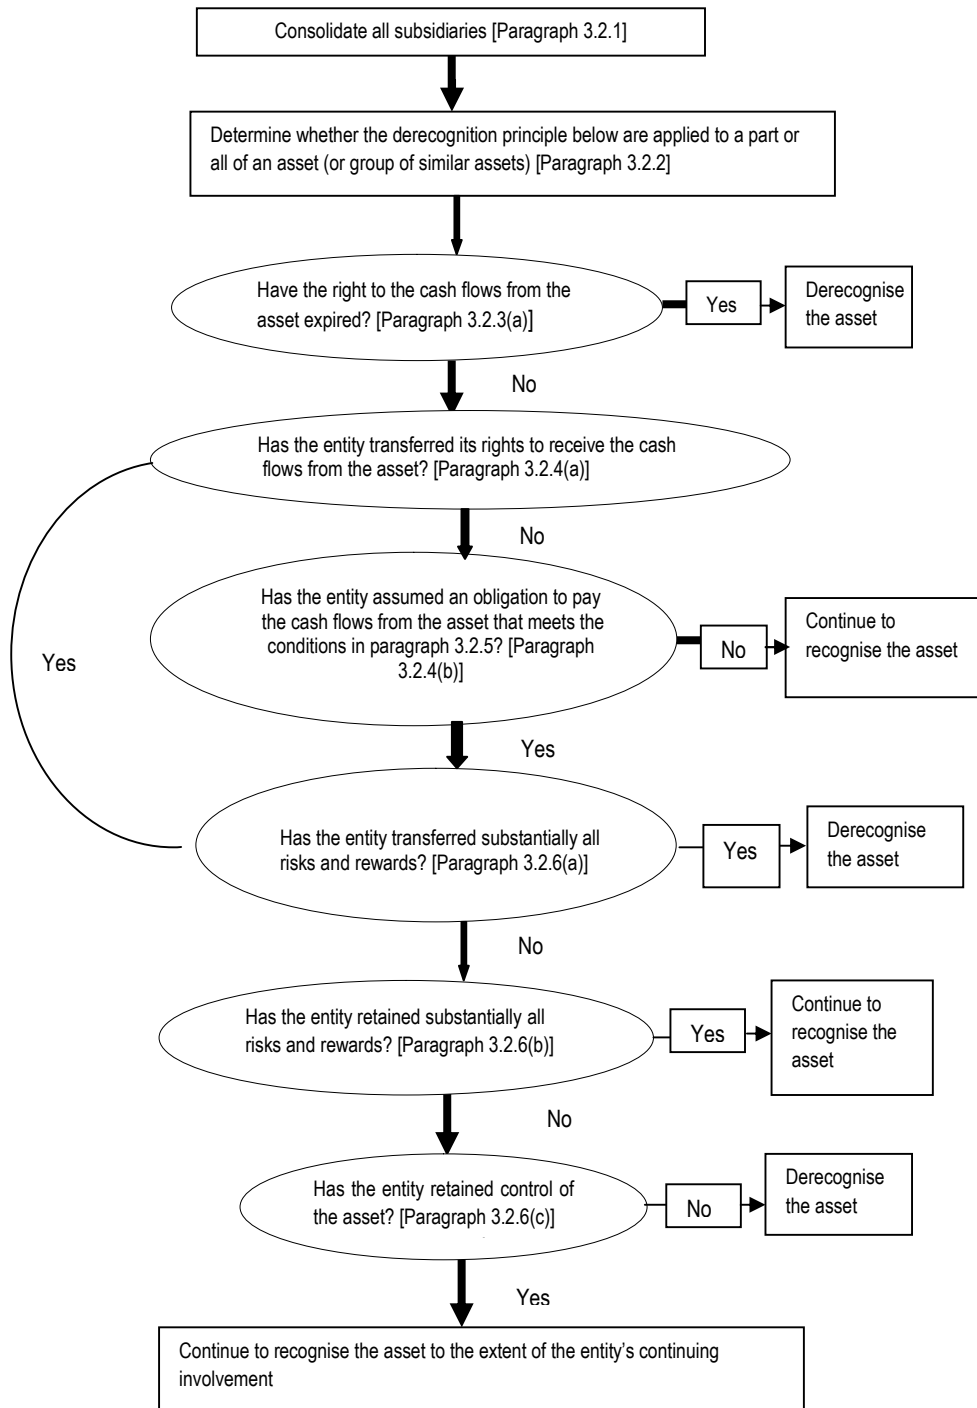 Consolidate all subsidiaries [Paragraph 3.2.1]
Determine whether the derecognition principle below are applied to a part or
all of an asset (or group of similar assets) [Paragraph 3.2.2]
Have the right to the cash flows from the
asset expired? [Paragraph 3.2.3(a)]
Yes
Derecognise
the asset
No
Has the entity transferred its rights to receive the cash
flows from the asset? [Paragraph 3.2.4(a)]
No
Has the entity assumed an obligation to pay
the cash flows from the asset that meets the
conditions in paragraph 3.2.5? [Paragraph
3.2.4(b)]
No
Continue to
recognise the asset
Yes
Yes
Has the entity transferred substantially all
risks and rewards? [Paragraph 3.2.6(a)]
Yes
Derecognise
the asset
No
Has the entity retained substantially all
risks and rewards? [Paragraph 3.2.6(b)]
Yes
Continue to
recognise the
asset
No
Has the entity retained control of
the asset? [Paragraph 3.2.6(c)]
No
Derecognise
the asset
Yes
Continue to recognise the asset to the extent of the entity's continuing
involvement